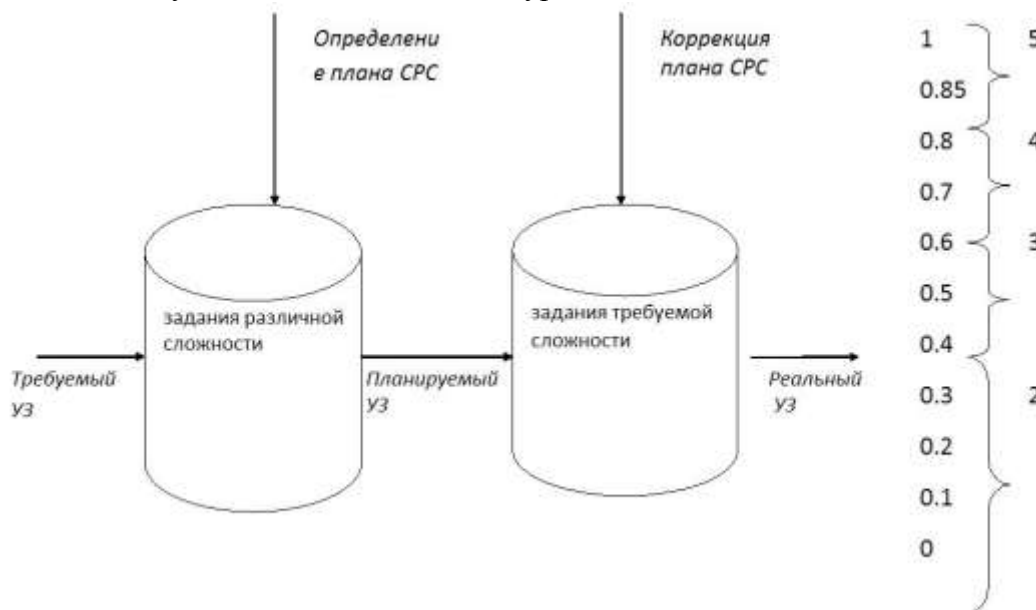 Определени
е плана СРС
Коррекция
плана СРС
задания различной
сложности
задания требуемой
сложности
Требуемый
УЗ
Планируемый
УЗ
Реальный
УЗ
1
0.85
0.8
0.7
0.6
0.5
0.4
0.3
0.2
0.1
0
5
4
3
2